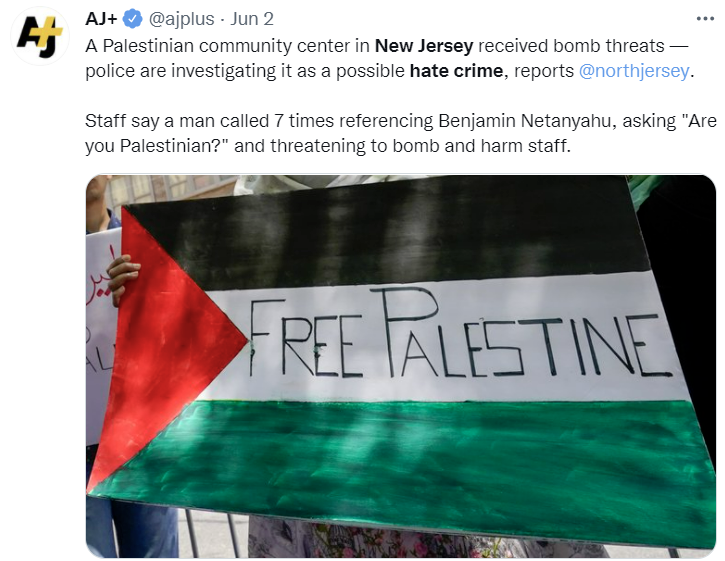 AJ+ @ajplus · Jun 2
A Palestinian community center in New Jersey received bomb threats —
police are investigating it as a possible hate crime, reports @northjersey.
Staff say a man called 7 times referencing Benjamin Netanyahu, asking "Are
you Palestinian?" and threatening to bomb and harm staff.
FREE PALESTINE